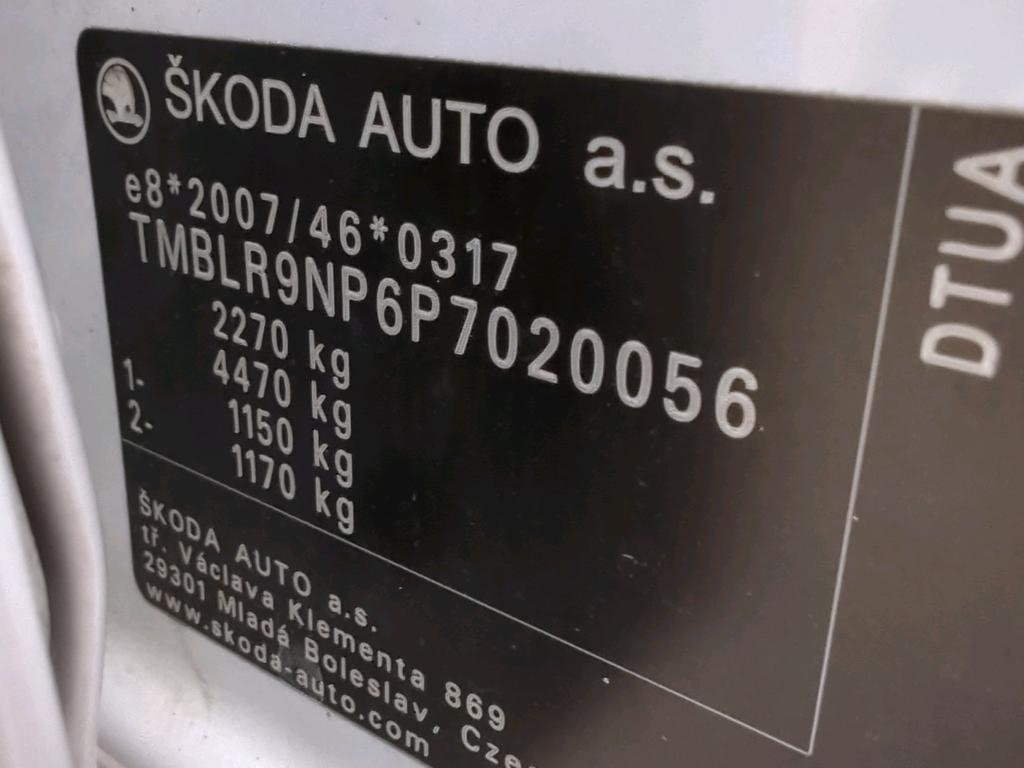 ŠKODA AUTO a.s.
e8*2007/46*0317
TMBLR9NP6P7020056
2270 kg
4470 kg
1- 1150 kg
2- 1170 kg
ŠKODA AUTO a.s.
tř. Václava Klementa 869
29301 Mladá Boleslav, Cze
www.skoda-auto.com
DTUA